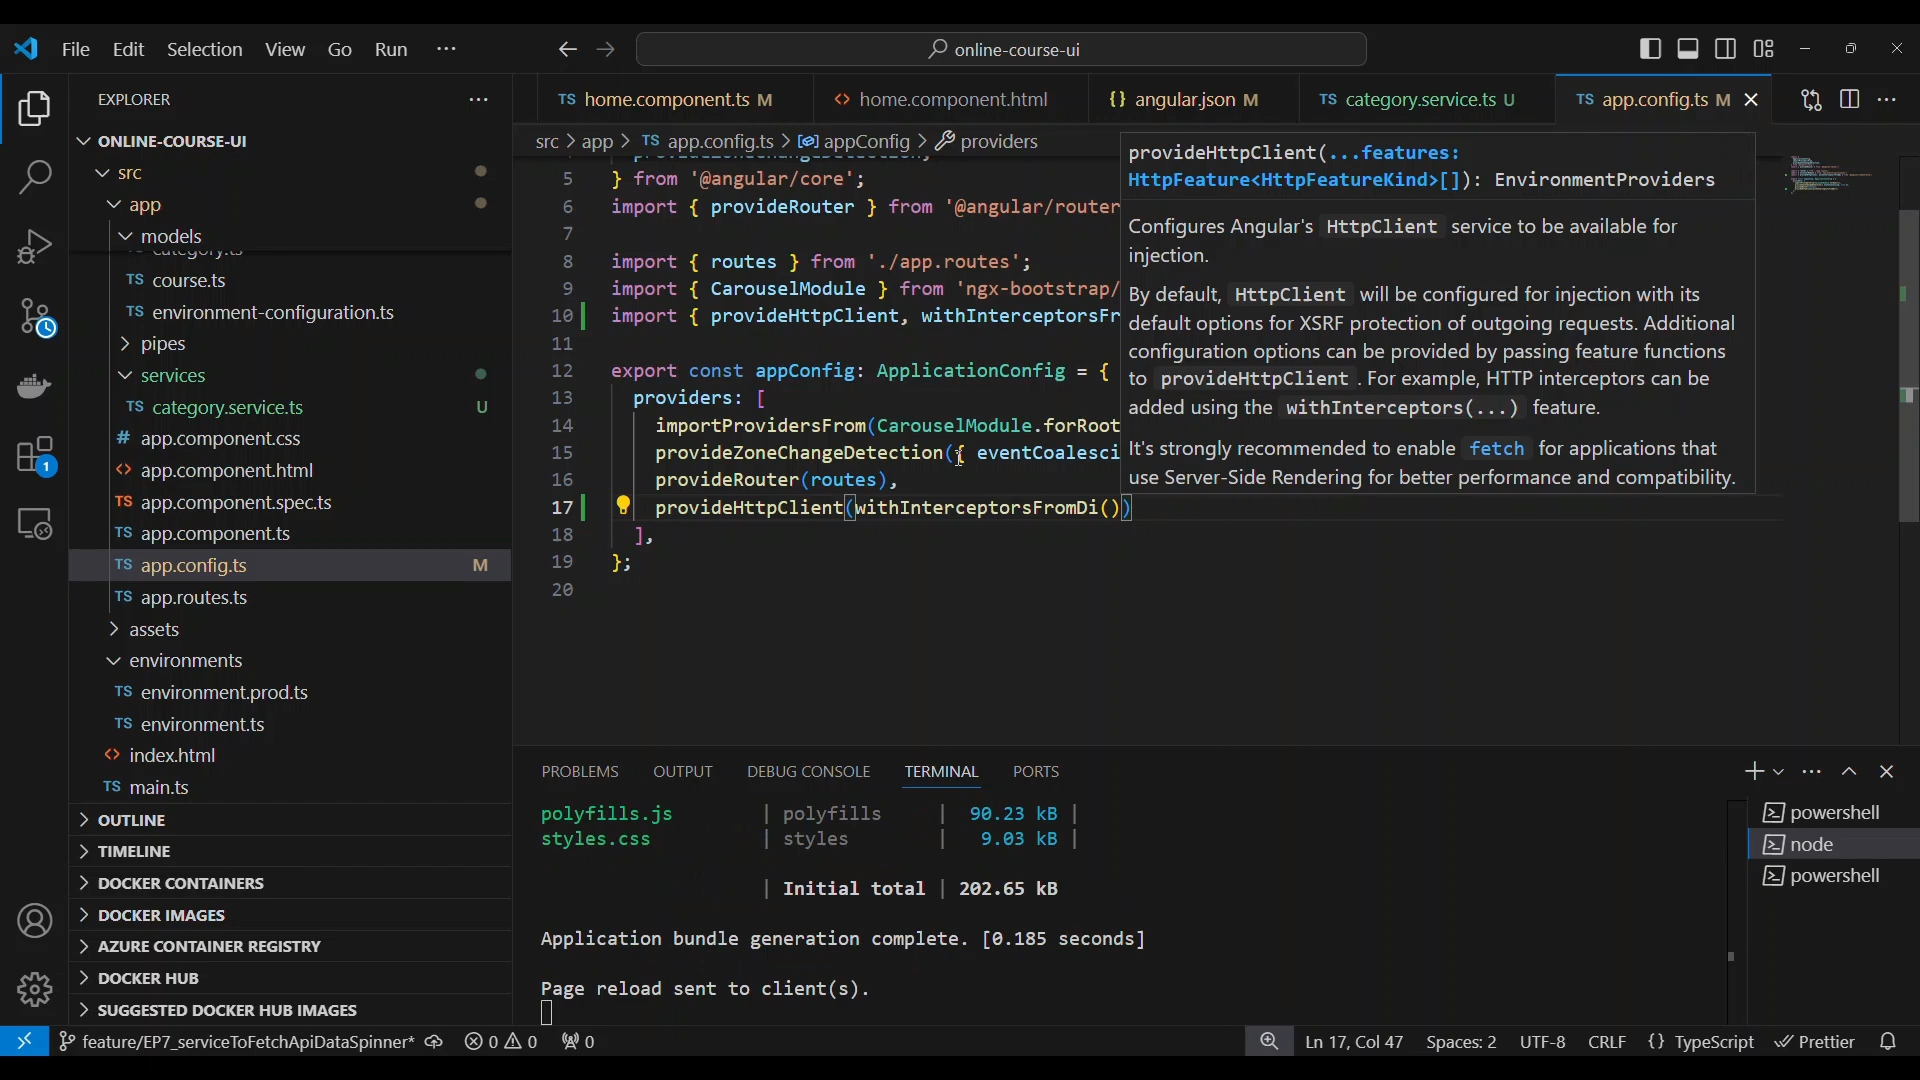 File Edit Selection View Go Run ···
online-course-ui
EXPLORER
ONLINE-COURSE-UI
src
app
models
category.ts
TS course.ts
TS environment-configuration.ts
pipes
services
TS category.service.ts U
# app.component.css
<> app.component.html
TS app.component.spec.ts
TS app.component.ts
TS app.config.ts M
TS app.routes.ts
assets
environments
TS environment.prod.ts
TS environment.ts
<> index.html
TS main.ts
OUTLINE
TIMELINE
DOCKER CONTAINERS
DOCKER IMAGES
AZURE CONTAINER REGISTRY
DOCKER HUB
SUGGESTED DOCKER HUB IMAGES
1
TS home.component.ts M
<> home.component.html
{} angular.json M
TS category.service.ts U
TS app.config.ts M
src > app > TS app.config.ts > appConfig > providers
provideZoneChangeDetection,
5 } from '@angular/core';
6 import { provideRouter } from '@angular/router
7
8 import { routes } from './app.routes';
9 import { CarouselModule } from 'ngx-bootstrap/
10 import { provideHttpClient, withInterceptorsFr
11
12 export const appConfig: ApplicationConfig = {
13 providers: [
14 importProvidersFrom(CarouselModule.forRoot
15 provideZoneChangeDetection({ eventCoalesci
16 provideRouter(routes),
17 provideHttpClient(withInterceptorsFromDi())
18 ],
19 };
20
provideHttpClient(...features:
HttpFeature<HttpFeatureKind>[]): EnvironmentProviders
Configures Angular's HttpClient service to be available for
injection.
By default, HttpClient will be configured for injection with its
default options for XSRF protection of outgoing requests. Additional
configuration options can be provided by passing feature functions
to provideHttpClient. For example, HTTP interceptors can be
added using the withInterceptors(...) feature.
It's strongly recommended to enable fetch for applications that
use Server-Side Rendering for better performance and compatibility.
PROBLEMS OUTPUT DEBUG CONSOLE TERMINAL PORTS
polyfills.js | polyfills | 90.23 kB |
styles.css | styles | 9.03 kB |
| Initial total | 202.65 kB
Application bundle generation complete. [0.185 seconds]
Page reload sent to client(s).
powershell
node
powershell
feature/EP7_serviceToFetchApiDataSpinner* 0 0 0
Ln 17, Col 47 Spaces: 2 UTF-8 CRLF {} TypeScript Prettier